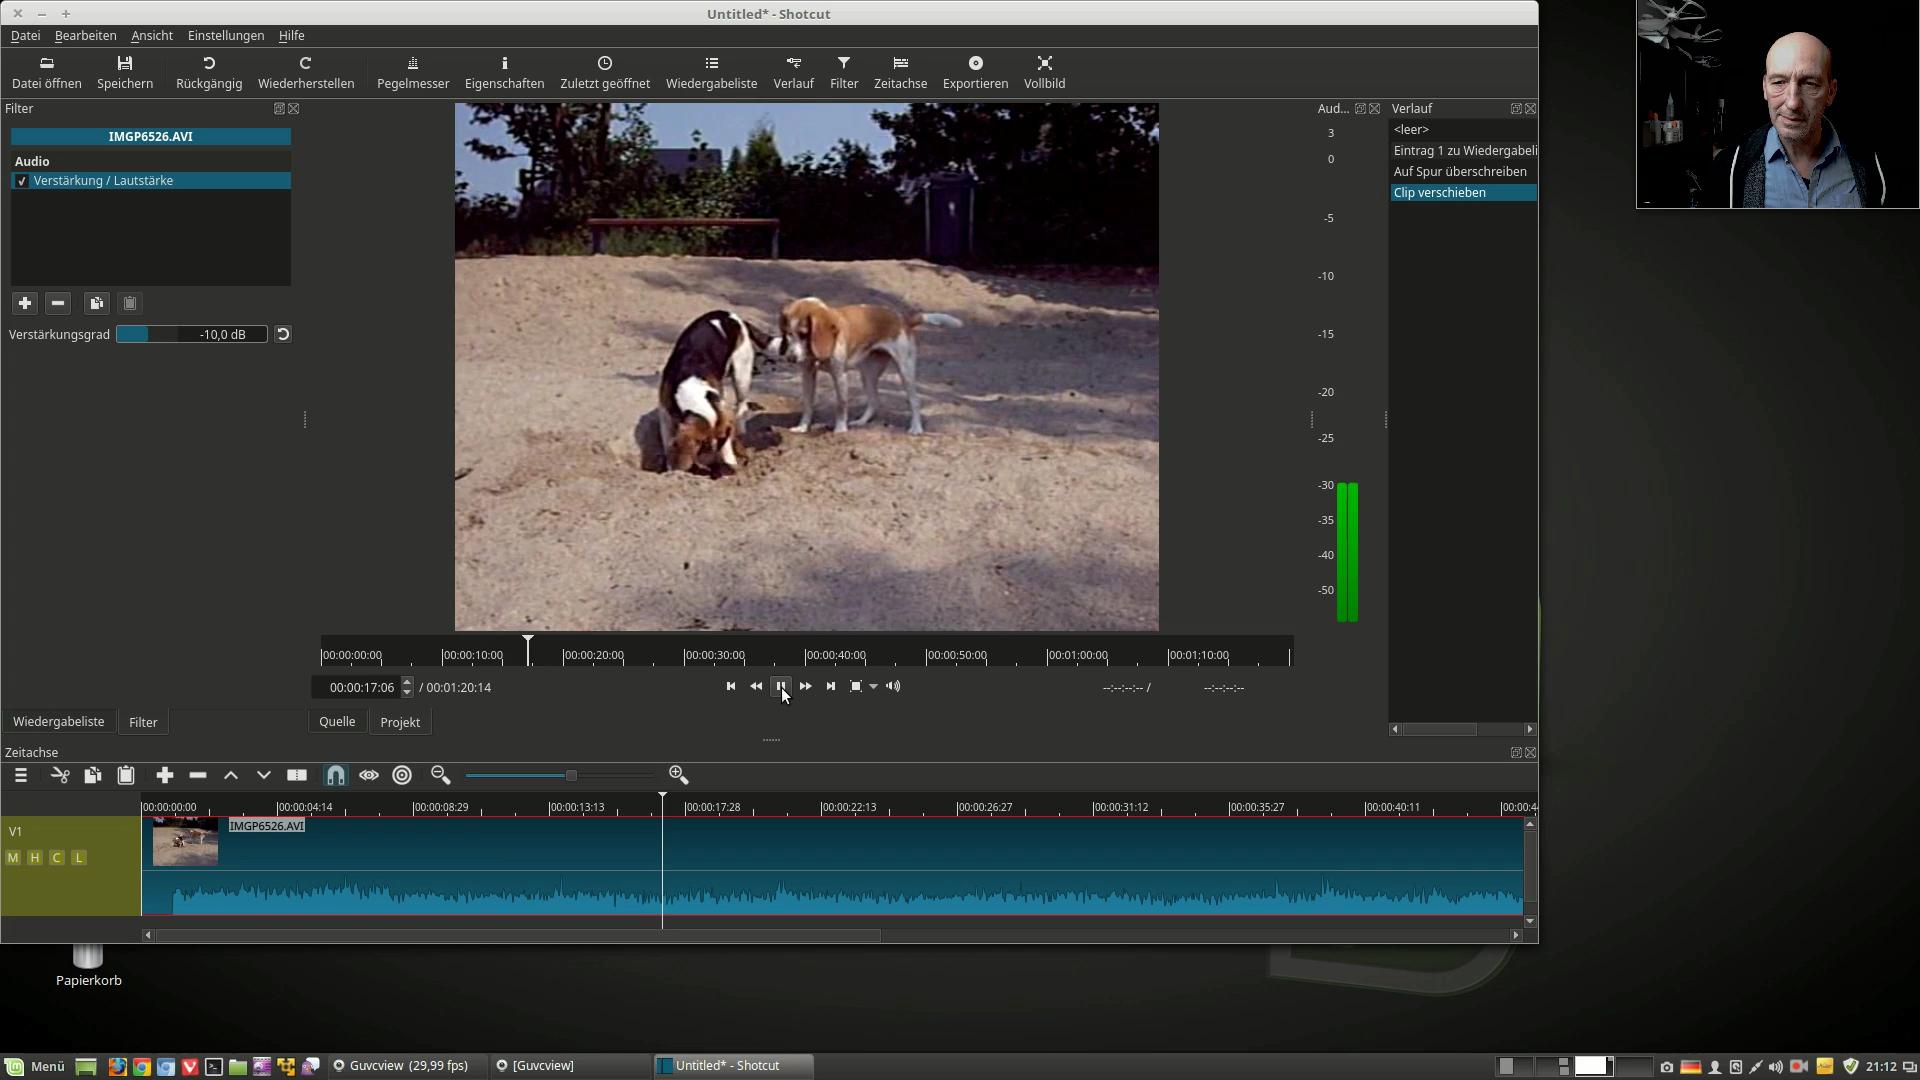 Untitled* - Shotcut
Datei Bearbeiten Ansicht Einstellungen Hilfe
Datei öffnen Speichern Rückgängig Wiederherstellen Pegelmesser Eigenschaften Zuletzt geöffnet Wiedergabeliste Verlauf Filter Zeitachse Exportieren Vollbild
Filter
IMGP6526.AVI
Audio
Verstärkung / Lautstärke
Verstärkungsgrad -10,0 dB
Aud...
3
0
-5
-10
-15
-20
-25
-30
-35
-40
-50
Verlauf
<leer>
Eintrag 1 zu Wiedergabeli
Auf Spur überschreiben
Clip verschieben
00:00:00:00 00:00:10:00 00:00:20:00 00:00:30:00 00:00:40:00 00:00:50:00 00:01:00:00 00:01:10:00
00:00:17:06 / 00:01:20:14 --:--:--:-- / --:--:--:--
Wiedergabeliste Filter Quelle Projekt
Zeitachse
00:00:00:00 00:00:04:14 00:00:08:29 00:00:13:13 00:00:17:28 00:00:22:13 00:00:26:27 00:00:31:12 00:00:35:27 00:00:40:11 00:00:4
V1
IMGP6526.AVI
M H C L
Papierkorb
Menü Guvcview (29,99 fps) [Guvcview] Untitled* - Shotcut 21:12